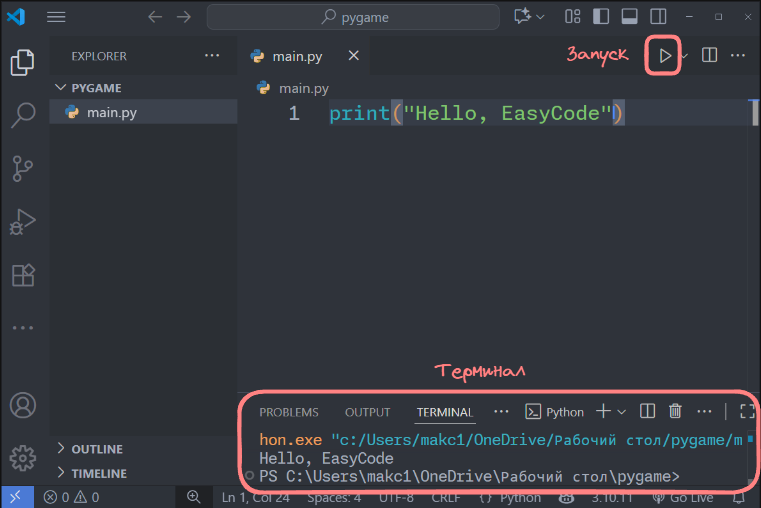 pygame
EXPLORER
main.py
Запуск
PYGAME
main.py
main.py
1 print("Hello, EasyCode")
Терминал
PROBLEMS OUTPUT TERMINAL Python
hon.exe "c:/Users/makc1/OneDrive/Рабочий стол/pygame/m
Hello, EasyCode
PS C:\Users\makc1\OneDrive\Рабочий стол\pygame>
OUTLINE
TIMELINE
0 0 Ln 1, Col 24 Spaces: 4 UTF-8 CRLF {} Python 3.10.11 Go Live